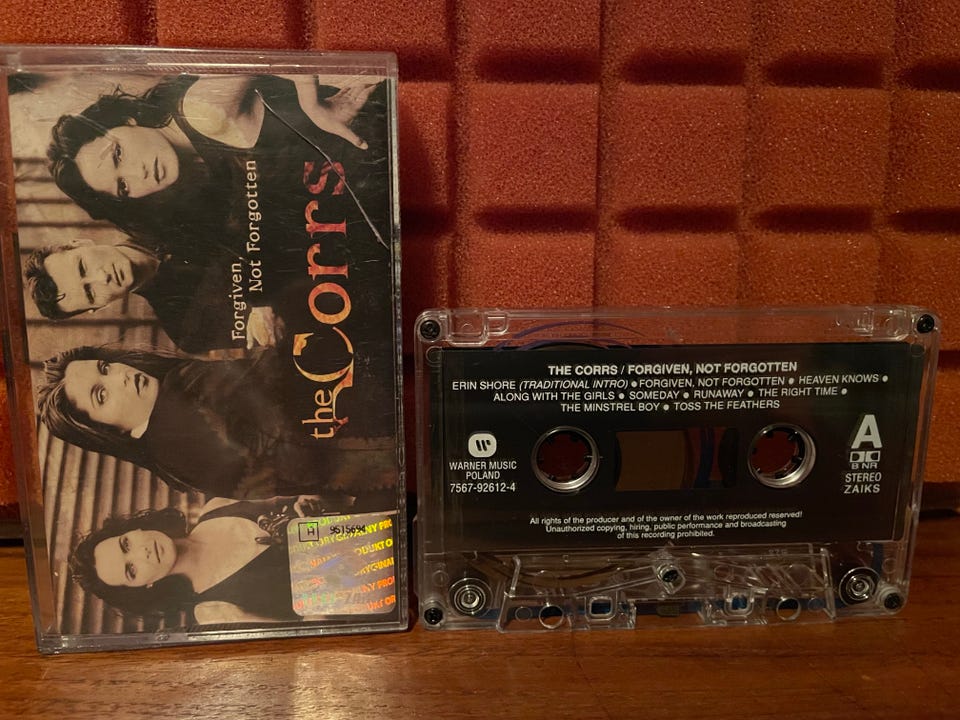 Forgiven,
Not Forgotten
the Corrs
H
THE CORRS / FORGIVEN, NOT FORGOTTEN
ERIN SHORE (TRADITIONAL INTRO) ● FORGIVEN, NOT FORGOTTEN ● HEAVEN KNOWS ●
ALONG WITH THE GIRLS ● SOMEDAY ● RUNAWAY ● THE RIGHT TIME ●
THE MINSTREL BOY ● TOSS THE FEATHERS
WARNER MUSIC
POLAND
7567-92612-4
A
B NR
STEREO
ZAIKS
All rights of the producer and of the owner of the work reproduced reserved!
Unauthorized copying, hiring, public performance and broadcasting
of this recording prohibited.